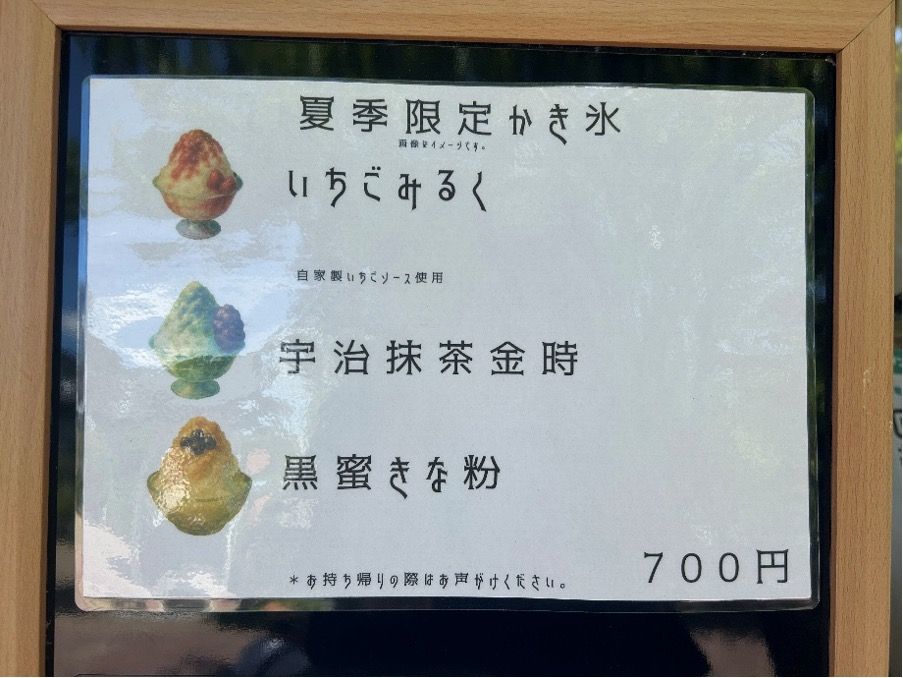 夏季限定かき氷
画像はイメージです。
いちごみるく
自家製いちごソース使用
宇治抹茶金時
黒蜜きな粉
700円
*お持ち帰りの際はお声がけください。